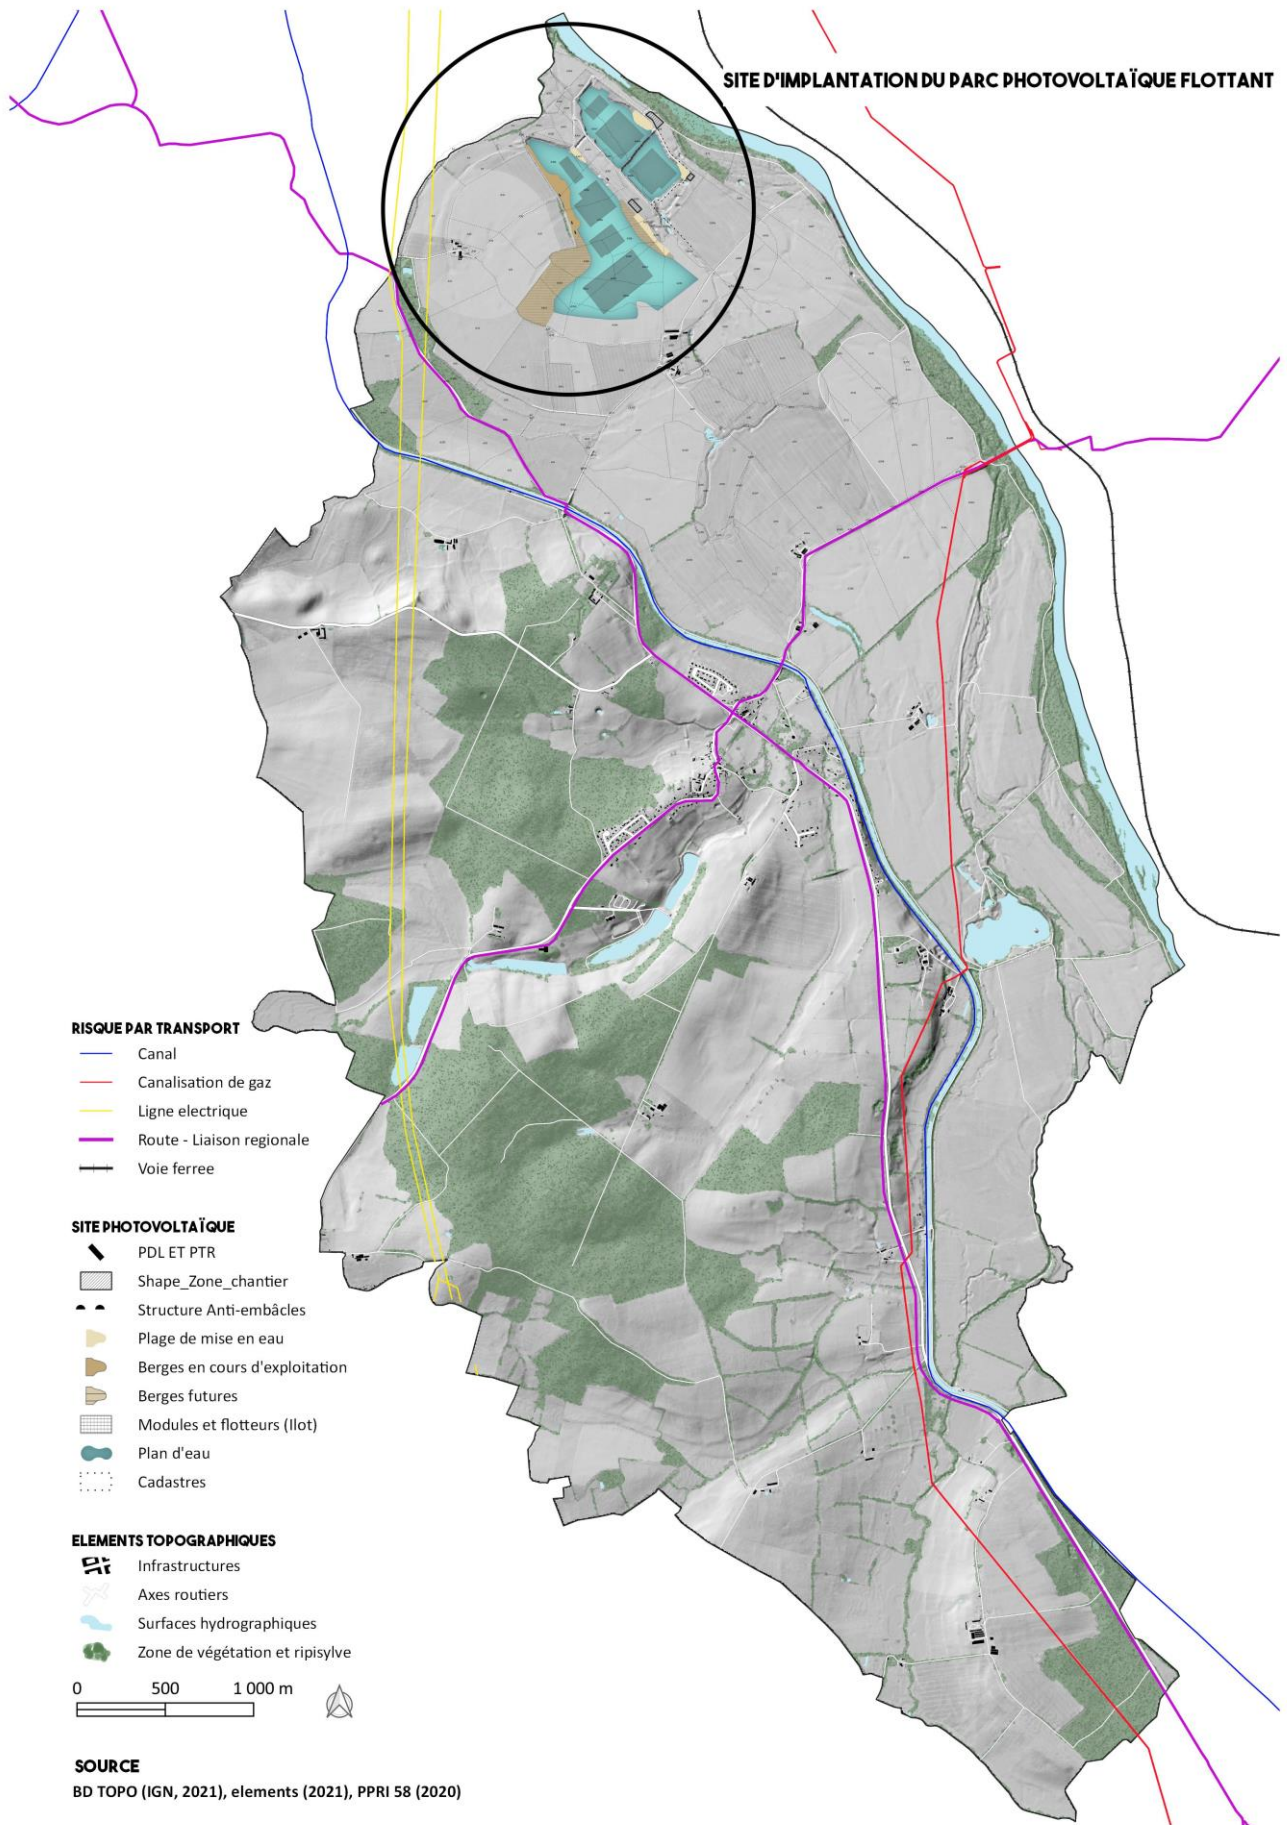 SITE D'IMPLANTATION DU PARC PHOTOVOLTAÏQUE FLOTTANT
RISQUE PAR TRANSPORT
Canal
Canalisation de gaz
Ligne electrique
Route - Liaison regionale
Voie ferree
SITE PHOTOVOLTAÏQUE
PDL ET PTR
Shape_Zone_chantier
Structure Anti-embâcles
Plage de mise en eau
Berges en cours d'exploitation
Berges futures
Modules et flotteurs (Ilot)
Plan d'eau
Cadastres
ELEMENTS TOPOGRAPHIQUES
Infrastructures
Axes routiers
Surfaces hydrographiques
Zone de végétation et ripisylve
0 500 1 000 m
SOURCE
BD TOPO (IGN, 2021), elements (2021), PPRI 58 (2020)